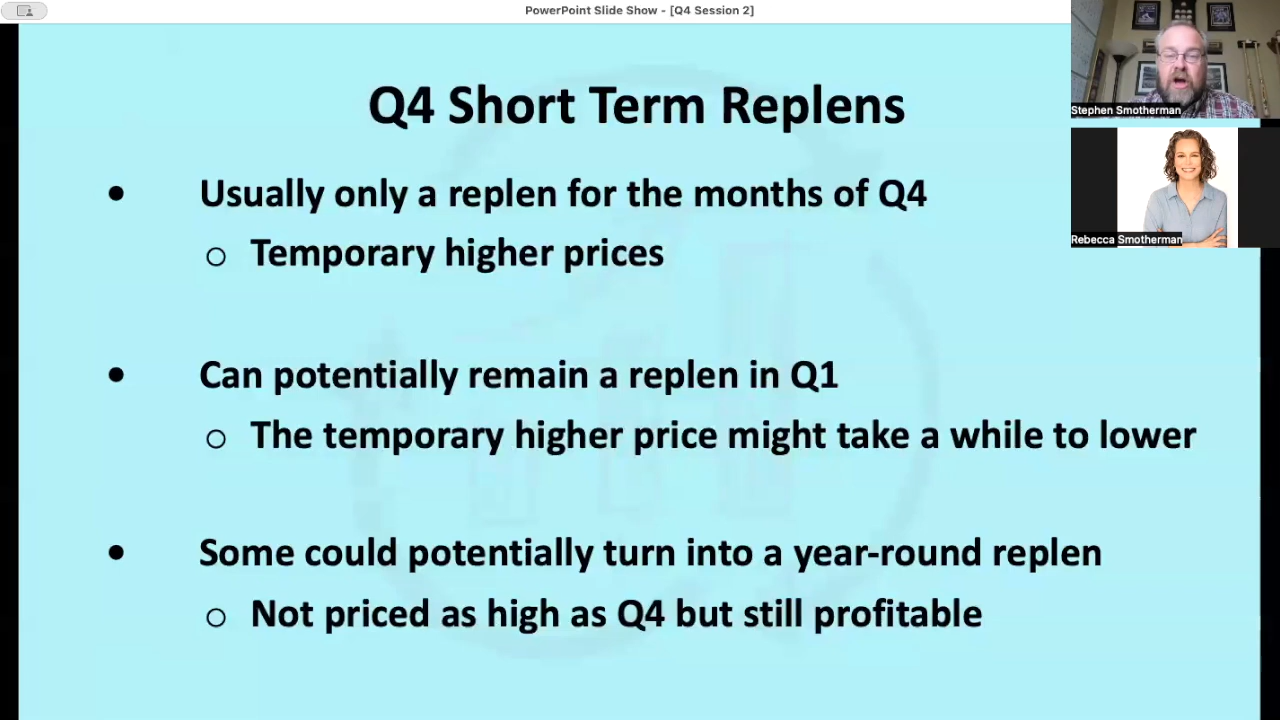 PowerPoint Slide Show - [Q4 Session 2]
Q4 Short Term Replens
• Usually only a replen for the months of Q4
o Temporary higher prices
• Can potentially remain a replen in Q1
o The temporary higher price might take a while to lower
• Some could potentially turn into a year-round replen
o Not priced as high as Q4 but still profitable
Stephen Smotherman
Rebecca Smotherman